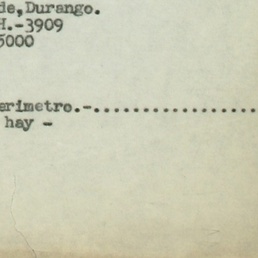 de,Durango.
H.-3909
5000
erimetro.-....................
hay -